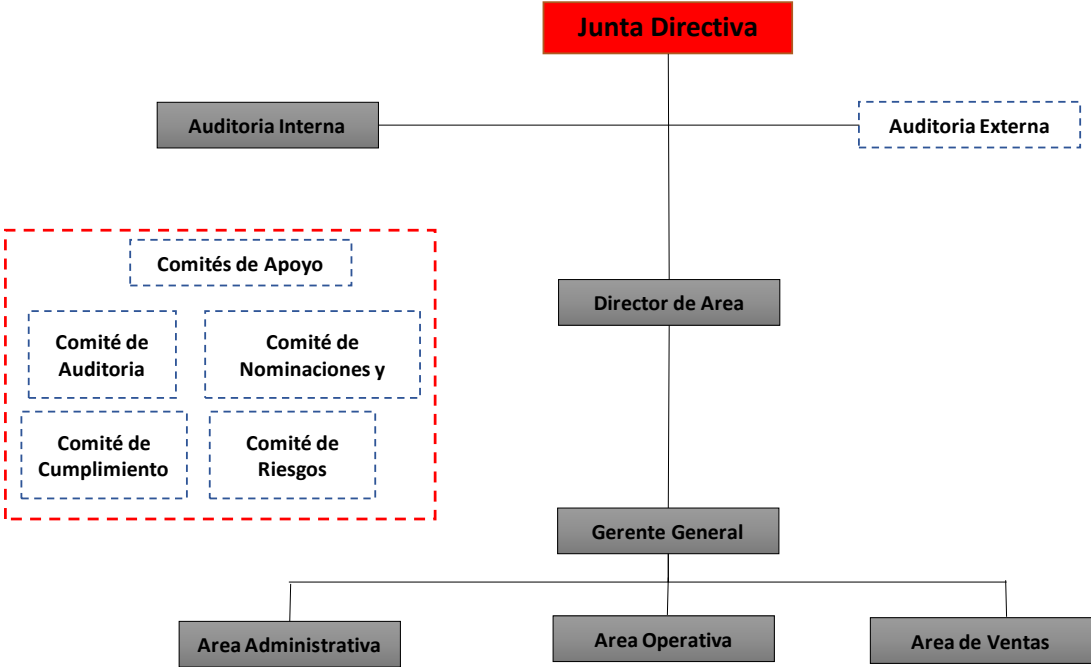 Junta Directiva
Auditoria Interna
Auditoria Externa
Comités de Apoyo
Director de Area
Comité de
Auditoria
Comité de
Nominaciones y
Comité de
Cumplimiento
Comité de
Riesgos
Gerente General
Area Administrativa
Area Operativa
Area de Ventas